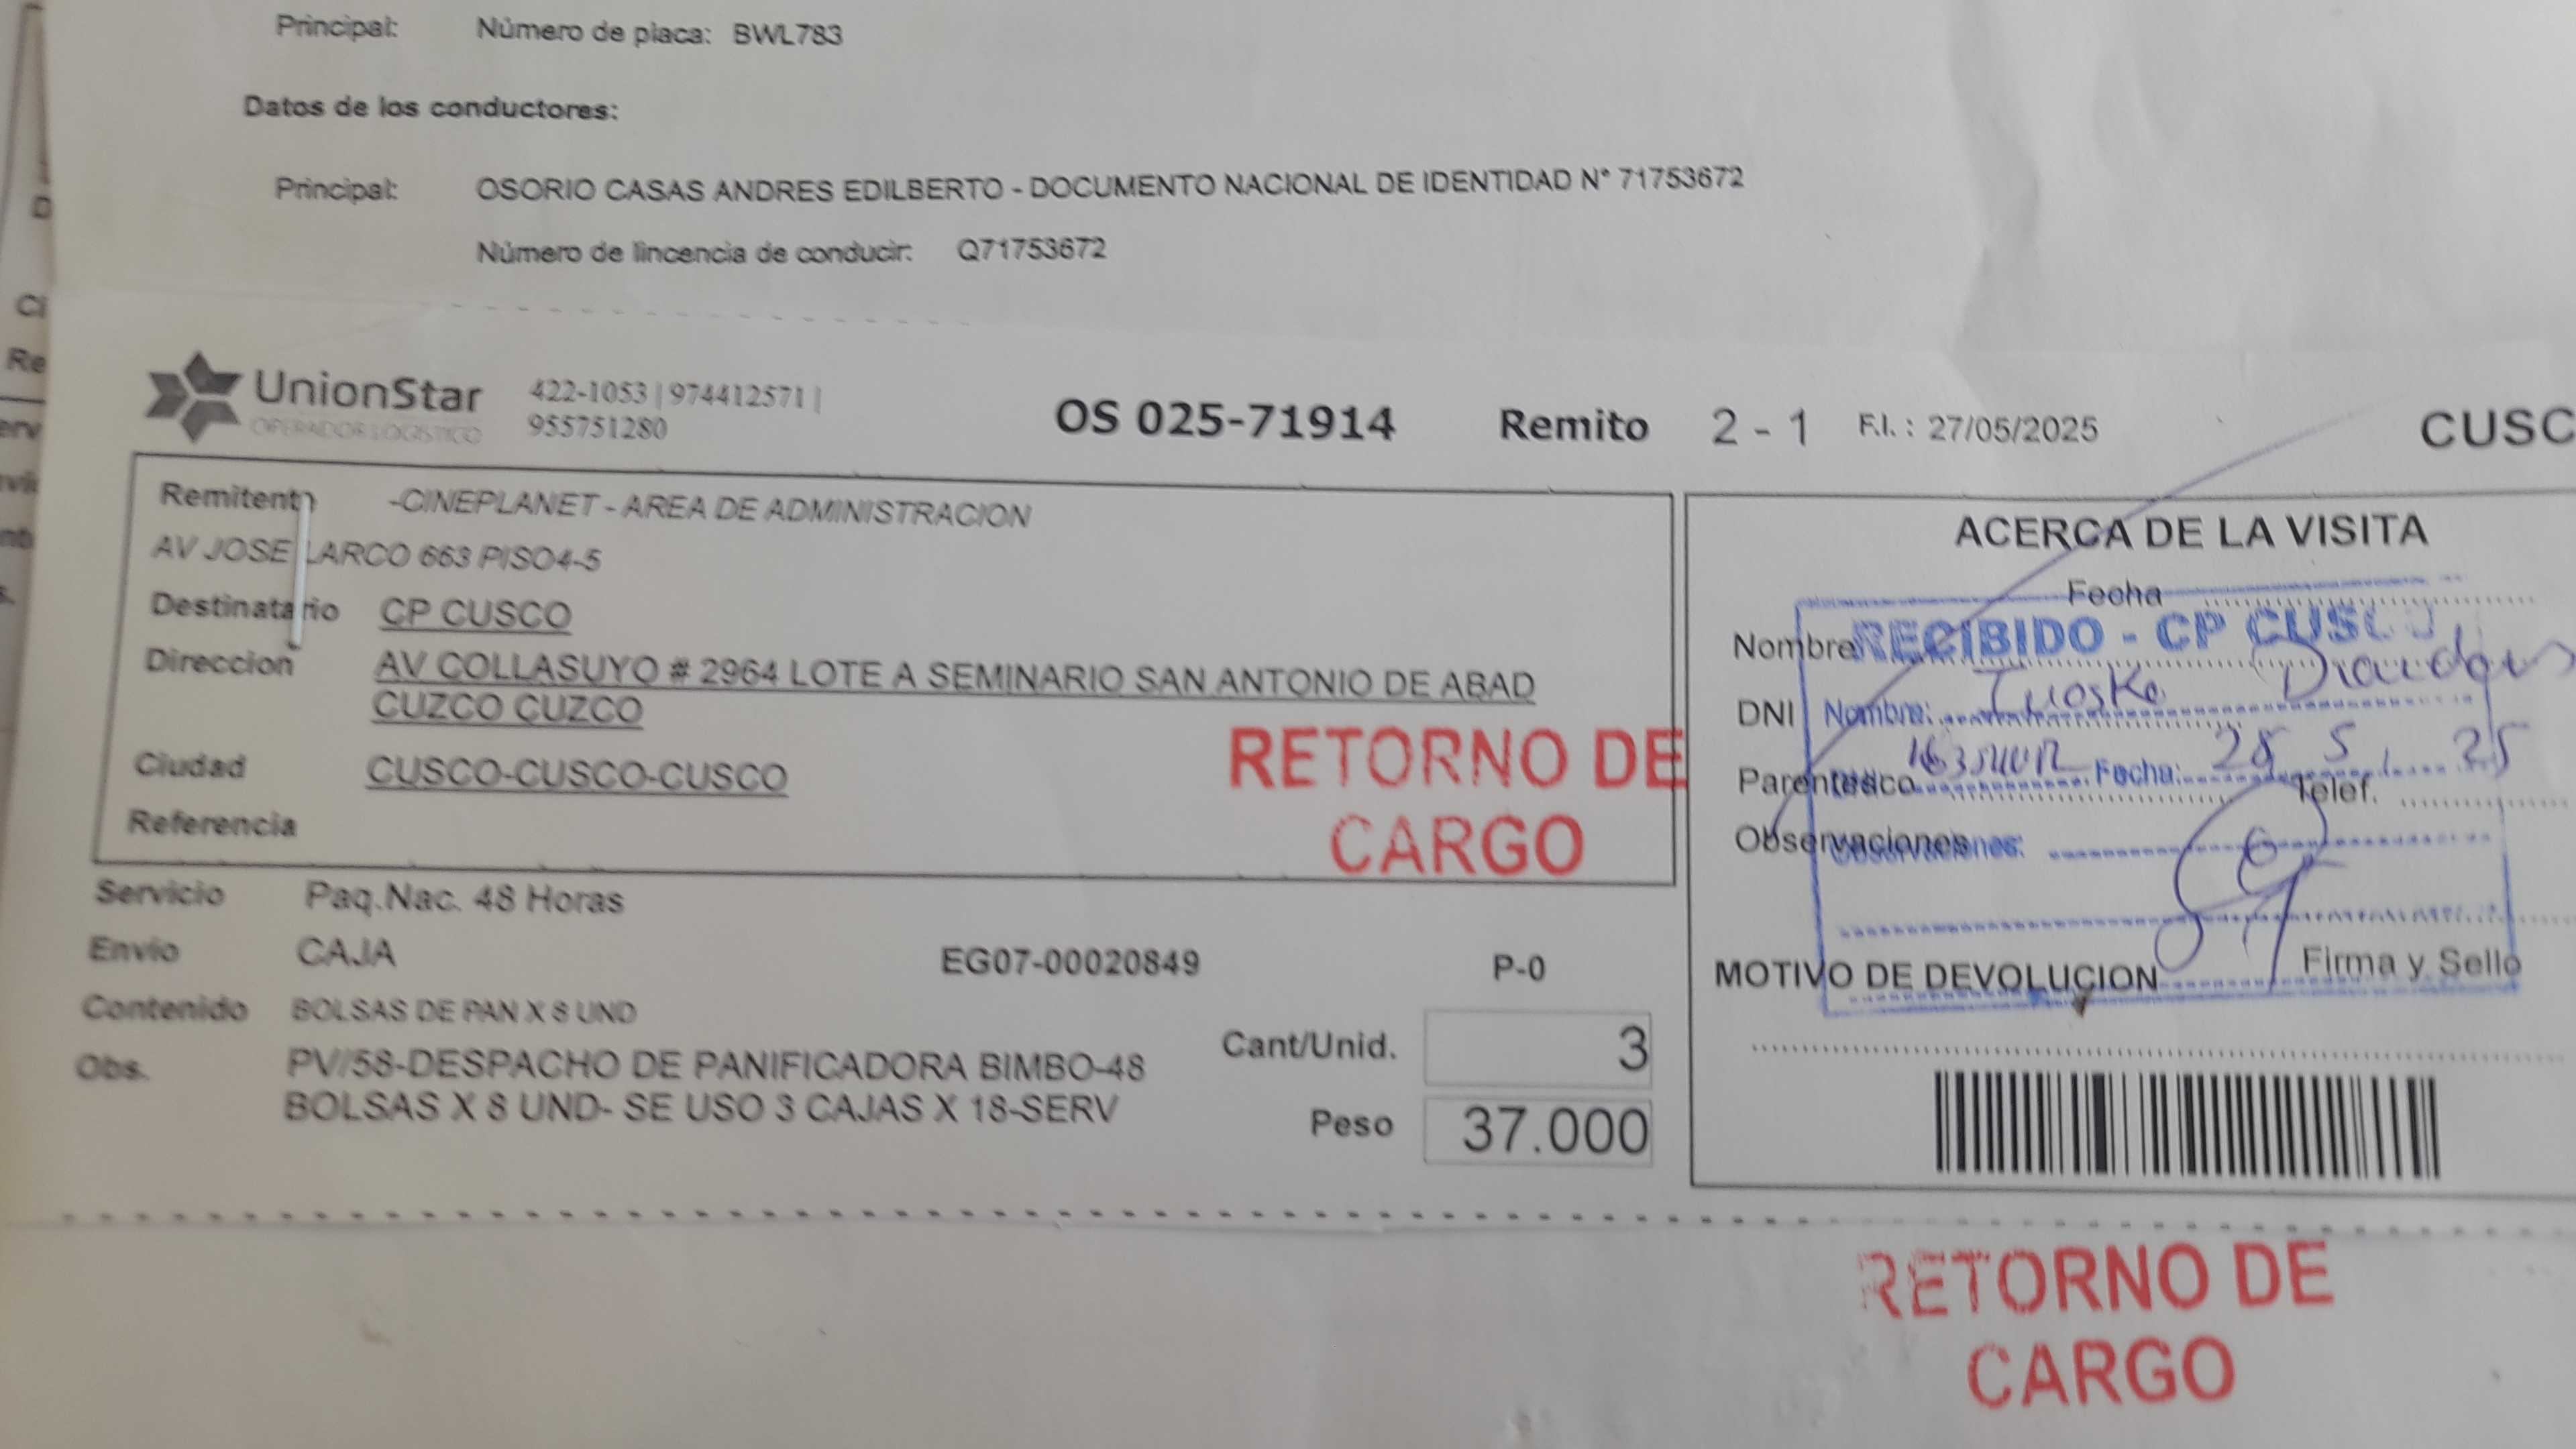 Principal: Número de placa: BWL783
Datos de los conductores:
Principal: OSORIO CASAS ANDRES EDILBERTO - DOCUMENTO NACIONAL DE IDENTIDAD N° 71753672
Número de lincencia de conducir: Q71753672
UnionStar
OPERADOR LOGISTICO
422-1053 | 974412571 |
955751280
OS 025-71914 Remito 2 - 1 F.I. : 27/05/2025 CUSC
Remitente -CINEPLANET - AREA DE ADMINISTRACION
AV JOSE LARCO 663 PISO4-5
Destinatario CP CUSCO
Direccion AV COLLASUYO # 2964 LOTE A SEMINARIO SAN ANTONIO DE ABAD
CUZCO CUZCO
Ciudad CUSCO-CUSCO-CUSCO
Referencia
RETORNO DE
CARGO
Servicio Paq.Nac. 48 Horas
Envio CAJA EG07-00020849 P-0
Contenido BOLSAS DE PAN X 8 UND
Obs. PV/58-DESPACHO DE PANIFICADORA BIMBO-48
BOLSAS X 8 UND- SE USO 3 CAJAS X 18-SERV
Cant/Unid. 3
Peso 37.000
ACERCA DE LA VISITA
Fecha
Nombre
DNI
Parentesco Telef.
Observaciones
Firma y Sello
MOTIVO DE DEVOLUCION
RECIBIDO - CP CUSCO
Nombre:
Fecha: 28 5 25
Observaciones:
RETORNO DE
CARGO